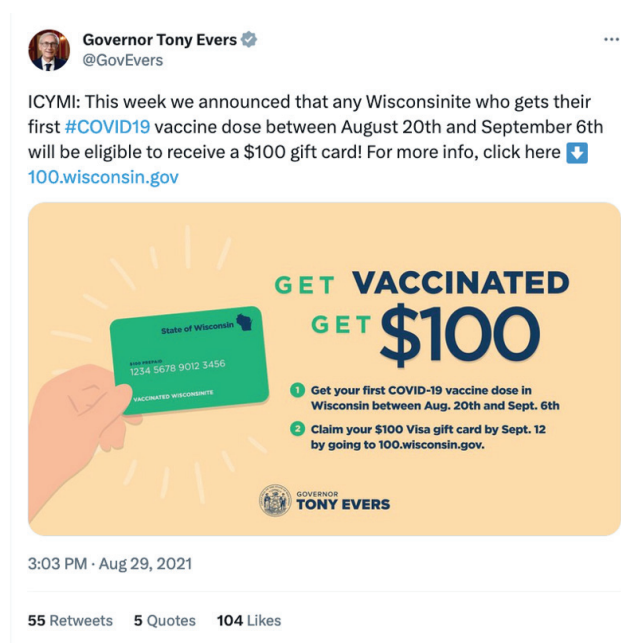 Governor Tony Evers
@GovEvers
ICYMI: This week we announced that any Wisconsinite who gets their
first #COVID19 vaccine dose between August 20th and September 6th
will be eligible to receive a $100 gift card! For more info, click here ⬇️
100.wisconsin.gov
GET VACCINATED
GET $100
State of Wisconsin
1234 5678 9012 3456
VACCINATED WISCONSINITE
1 Get your first COVID-19 vaccine dose in
Wisconsin between Aug. 20th and Sept. 6th
2 Claim your $100 Visa gift card by Sept. 12
by going to 100.wisconsin.gov.
GOVERNOR
TONY EVERS
3:03 PM · Aug 29, 2021
55 Retweets 5 Quotes 104 Likes